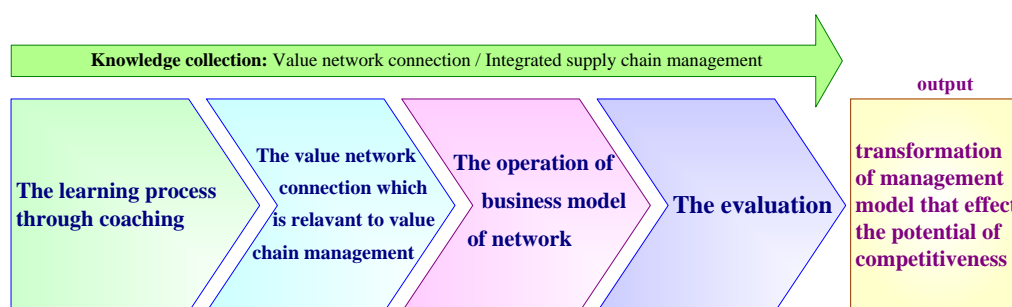 Knowledge collection: Value network connection / Integrated supply chain management
output
The learning process
through coaching
The value network
connection which
is relavant to value
chain management
The operation of
business model
of network
The evaluation
transformation
of management
model that effect
the potential of
competitiveness